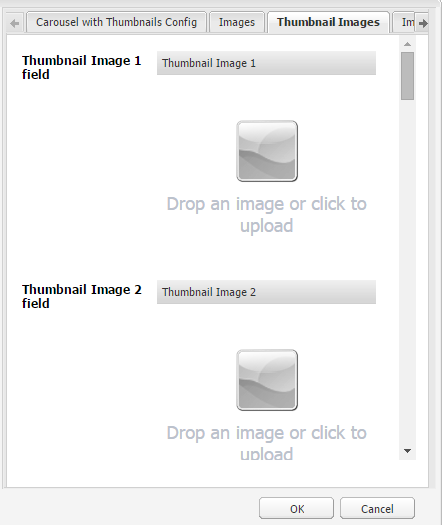 Carousel with Thumbnails Config Images Thumbnail Images Im
Thumbnail Image 1
field
Thumbnail Image 1
Drop an image or click to
upload
Thumbnail Image 2
field
Thumbnail Image 2
Drop an image or click to
upload
OK Cancel